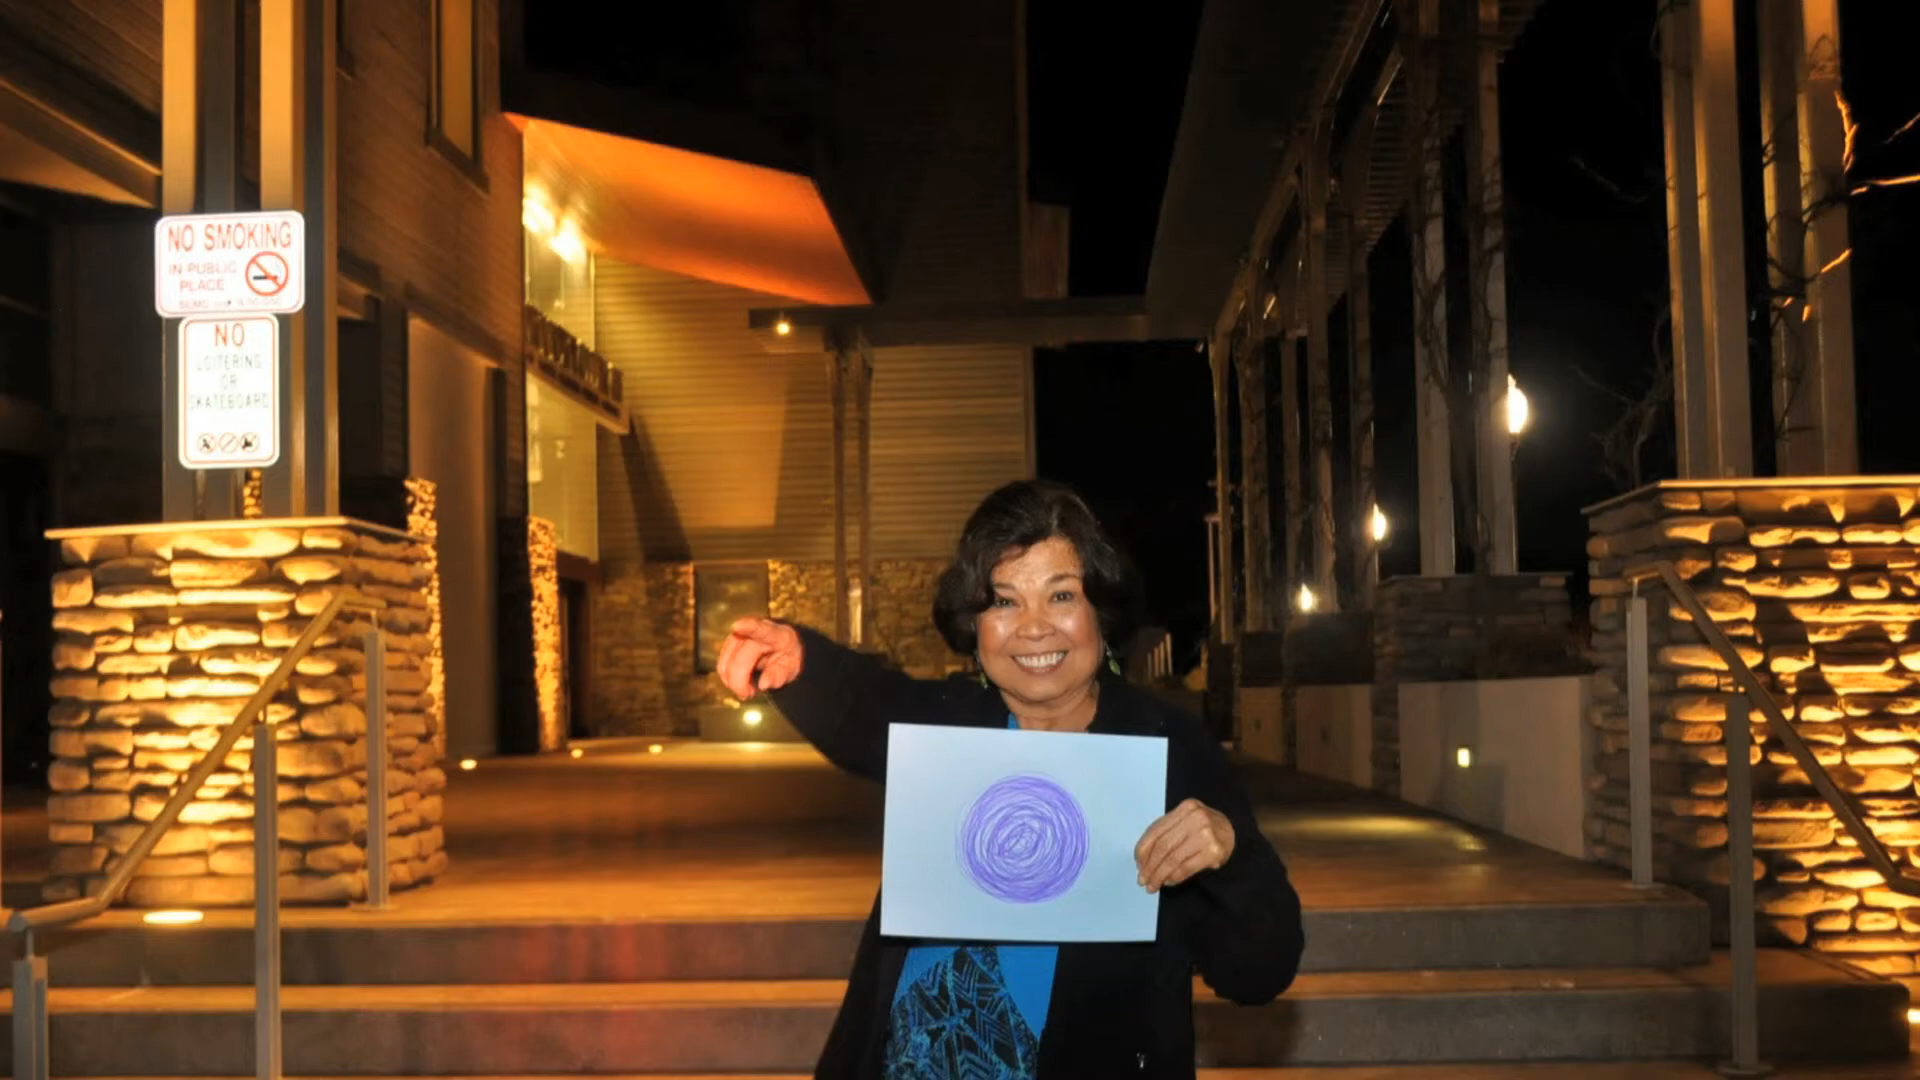 NO SMOKING
IN PUBLIC
PLACE
NO
LOITERING
OR
SKATEBOARD